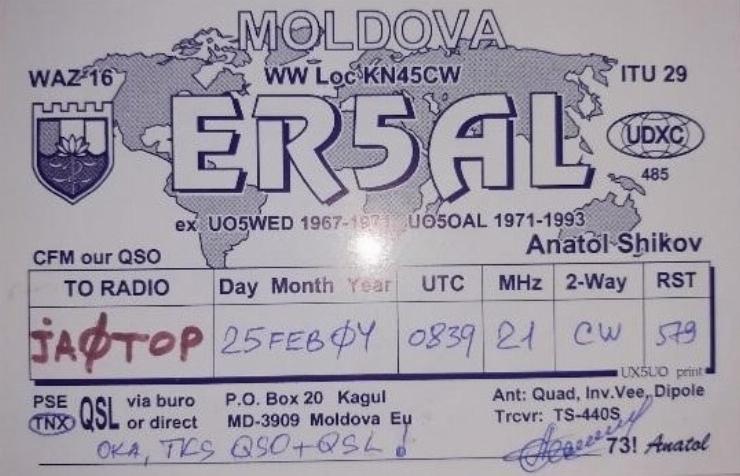 MOLDOVA
WAZ 16 WW Loc KN45CW ITU 29
ER5AL
UDXC
485
ex UO5WED 1967-1971 UO5OAL 1971-1993
Anatol Shikov
CFM our QSO
TO RADIO Day Month Year UTC MHz 2-Way RST
JAØTOP 25 FEB Ø4 0839 21 CW 579
UX5UO print
PSE QSL via buro P.O. Box 20 Kagul Ant: Quad, Inv.Vee, Dipole
TNX or direct MD-3909 Moldova Eu Trcvr: TS-440S
OKA, TKS QSO+QSL! 73! Anatol